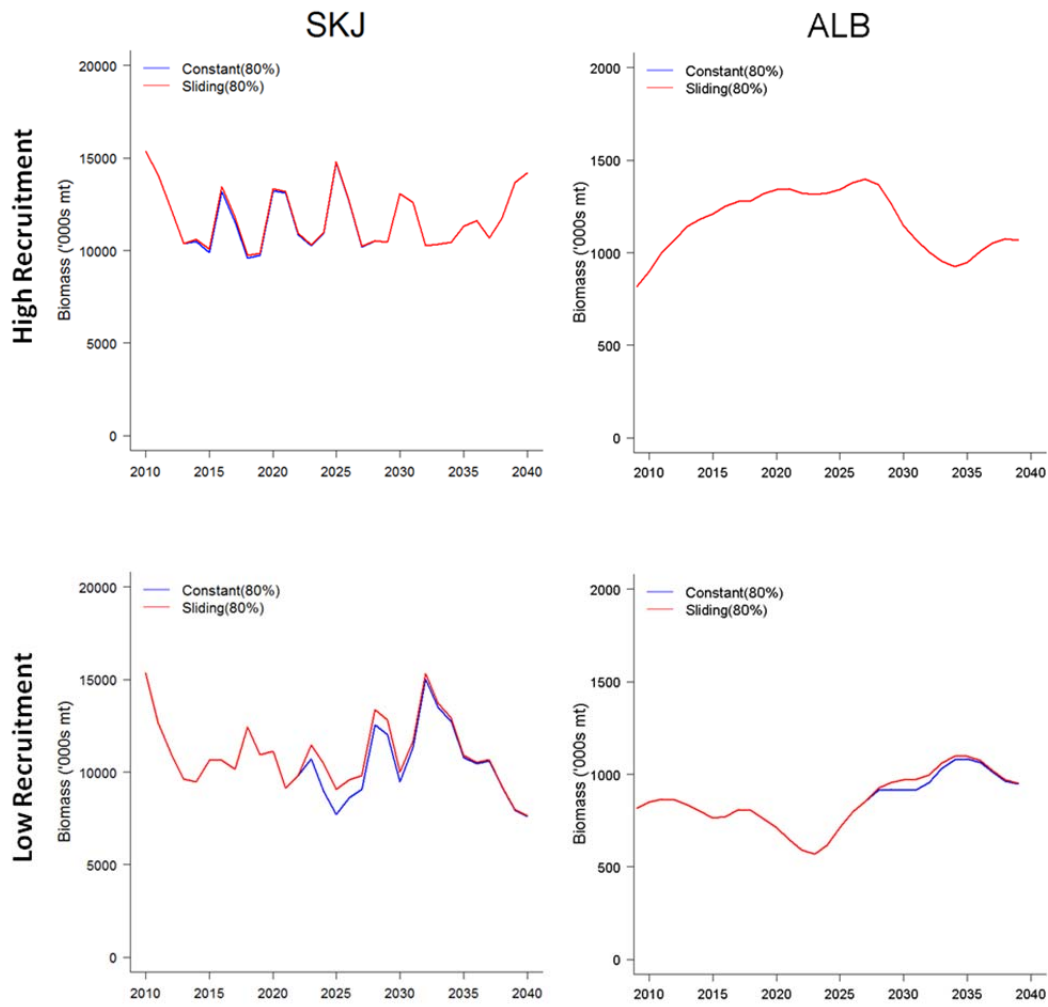 SKJ
ALB
High Recruitment
Biomass ('000s mt)
20000
15000
10000
5000
0
Constant(80%)
Sliding(80%)
2010 2015 2020 2025 2030 2035 2040
Biomass ('000s mt)
2000
1500
1000
500
0
Constant(80%)
Sliding(80%)
2010 2015 2020 2025 2030 2035 2040
Low Recruitment
Biomass ('000s mt)
20000
15000
10000
5000
0
Constant(80%)
Sliding(80%)
2010 2015 2020 2025 2030 2035 2040
Biomass ('000s mt)
2000
1500
1000
500
0
Constant(80%)
Sliding(80%)
2010 2015 2020 2025 2030 2035 2040